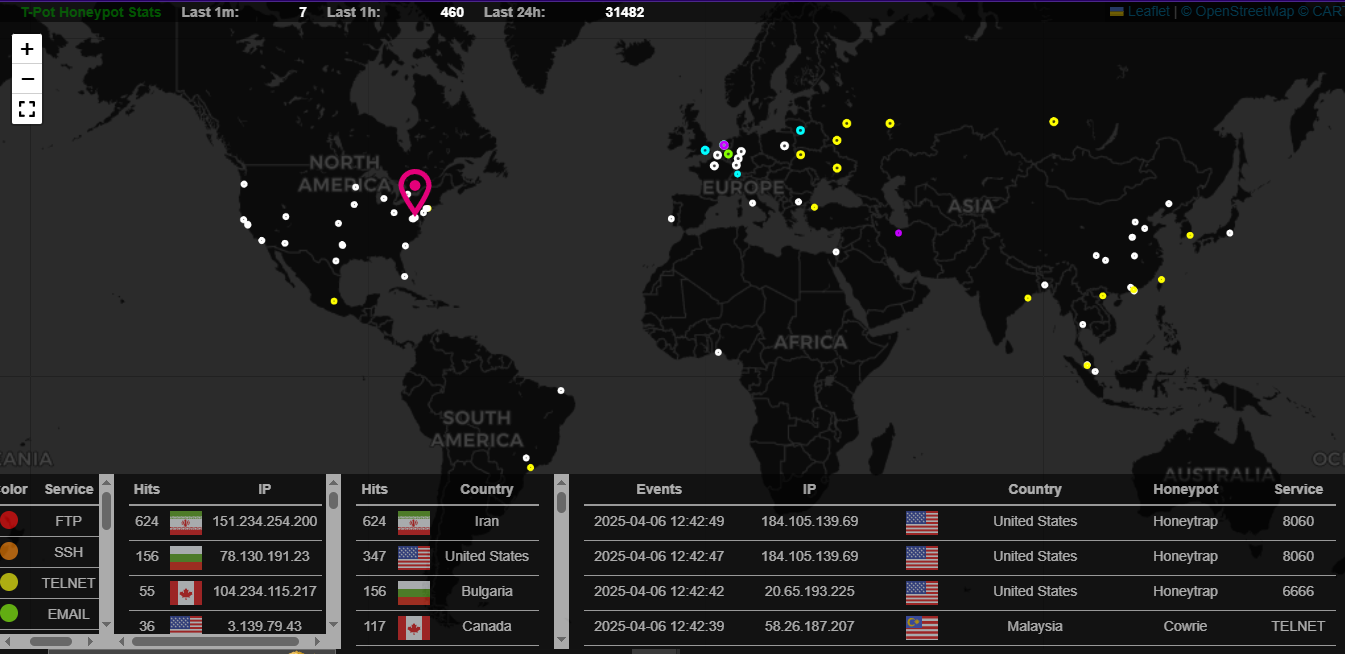 T-Pot Honeypot Stats Last 1m: 7 Last 1h: 460 Last 24h: 31482
Leaflet | © OpenStreetMap © CAR
+
−
NORTH
AMERICA
EUROPE
ASIA
AFRICA
SOUTH
AMERICA
ANIA
AUSTRALIA
OC
olor Service
FTP
SSH
TELNET
EMAIL
Hits IP
624 151.234.254.200
156 78.130.191.23
55 104.234.115.217
36 3.139.79.43
Hits Country
624 Iran
347 United States
156 Bulgaria
117 Canada
Events IP Country Honeypot Service
2025-04-06 12:42:49 184.105.139.69 United States Honeytrap 8060
2025-04-06 12:42:47 184.105.139.69 United States Honeytrap 8060
2025-04-06 12:42:42 20.65.193.225 United States Honeytrap 6666
2025-04-06 12:42:39 58.26.187.207 Malaysia Cowrie TELNET